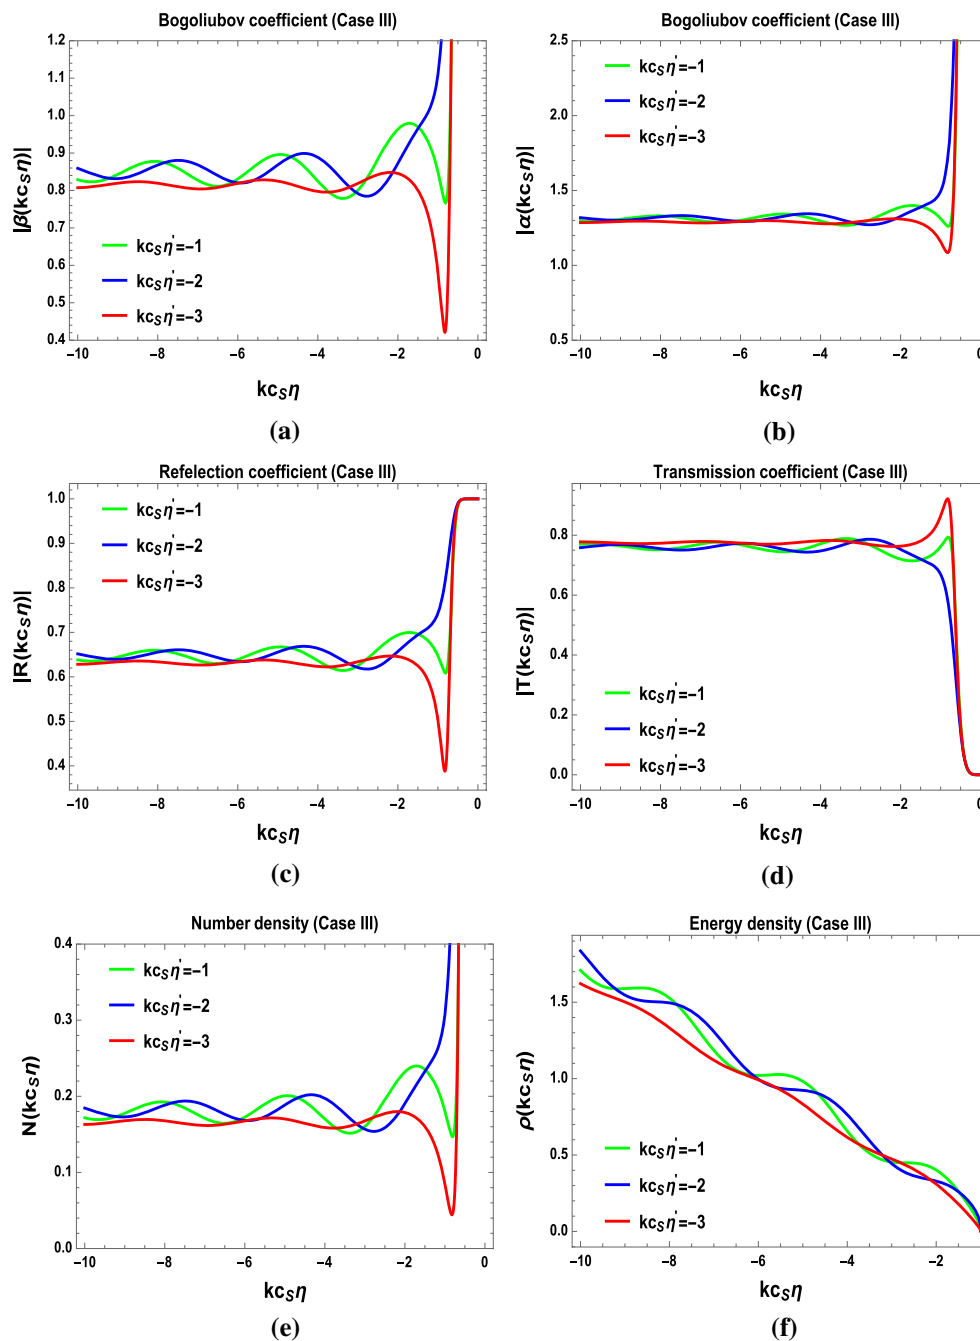 Bogoliubov coefficient (Case III)
|β(kc_Sη)|
1.2
1.1
1.0
0.9
0.8
0.7
0.6
0.5
0.4
kc_Sη'=-1
kc_Sη'=-2
kc_Sη'=-3
-10 -8 -6 -4 -2 0
kc_Sη
(a)
Bogoliubov coefficient (Case III)
|α(kc_Sη)|
2.5
2.0
1.5
1.0
0.5
kc_Sη'=-1
kc_Sη'=-2
kc_Sη'=-3
-10 -8 -6 -4 -2 0
kc_Sη
(b)
Refelection coefficient (Case III)
|R(kc_Sη)|
1.0
0.9
0.8
0.7
0.6
0.5
0.4
kc_Sη'=-1
kc_Sη'=-2
kc_Sη'=-3
-10 -8 -6 -4 -2 0
kc_Sη
(c)
Transmission coefficient (Case III)
|T(kc_Sη)|
0.8
0.6
0.4
0.2
0.0
kc_Sη'=-1
kc_Sη'=-2
kc_Sη'=-3
-10 -8 -6 -4 -2 0
kc_Sη
(d)
Number density (Case III)
N(kc_Sη)
0.4
0.3
0.2
0.1
0.0
kc_Sη'=-1
kc_Sη'=-2
kc_Sη'=-3
-10 -8 -6 -4 -2 0
kc_Sη
(e)
Energy density (Case III)
ρ(kc_Sη)
1.5
1.0
0.5
0.0
kc_Sη'=-1
kc_Sη'=-2
kc_Sη'=-3
-10 -8 -6 -4 -2
kc_Sη
(f)